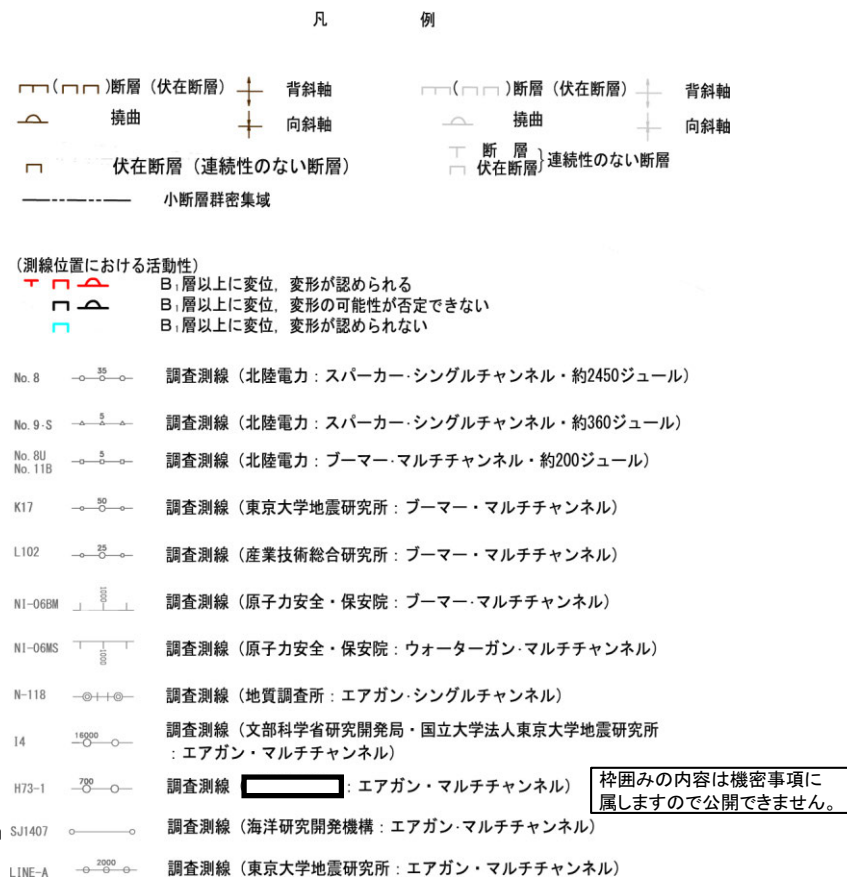 凡 例
(   )断層(伏在断層) 背斜軸
撓曲 向斜軸
伏在断層(連続性のない断層)
小断層群密集域
(   )断層(伏在断層) 背斜軸
撓曲 向斜軸
断 層
伏在断層}連続性のない断層
(測線位置における活動性)
B₁層以上に変位, 変形が認められる
B₁層以上に変位, 変形の可能性が否定できない
B₁層以上に変位, 変形が認められない
No. 8 35 調査測線(北陸電力:スパーカー・シングルチャンネル・約2450ジュール)
No. 9-S 5 調査測線(北陸電力:スパーカー・シングルチャンネル・約360ジュール)
No. 8U
No. 11B 5 調査測線(北陸電力:ブーマー・マルチチャンネル・約200ジュール)
K17 50 調査測線(東京大学地震研究所:ブーマー・マルチチャンネル)
L102 25 調査測線(産業技術総合研究所:ブーマー・マルチチャンネル)
NI-06BM 1000 調査測線(原子力安全・保安院:ブーマー・マルチチャンネル)
NI-06MS 1000 調査測線(原子力安全・保安院:ウォーターガン・マルチチャンネル)
N-118 調査測線(地質調査所:エアガン・シングルチャンネル)
I4 16000 調査測線(文部科学省研究開発局・国立大学法人東京大学地震研究所
:エアガン・マルチチャンネル)
H73-1 700 調査測線( :エアガン・マルチチャンネル)
枠囲みの内容は機密事項に
属しますので公開できません。
SJ1407 調査測線(海洋研究開発機構:エアガン・マルチチャンネル)
LINE-A 2000 調査測線(東京大学地震研究所:エアガン・マルチチャンネル)